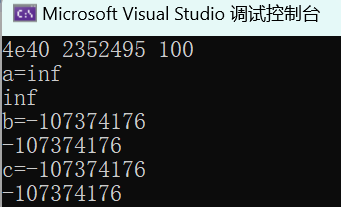 Microsoft Visual Studio 调试控制台
4e40 2352495 100
a=inf
inf
b=-107374176
-107374176
c=-107374176
-107374176